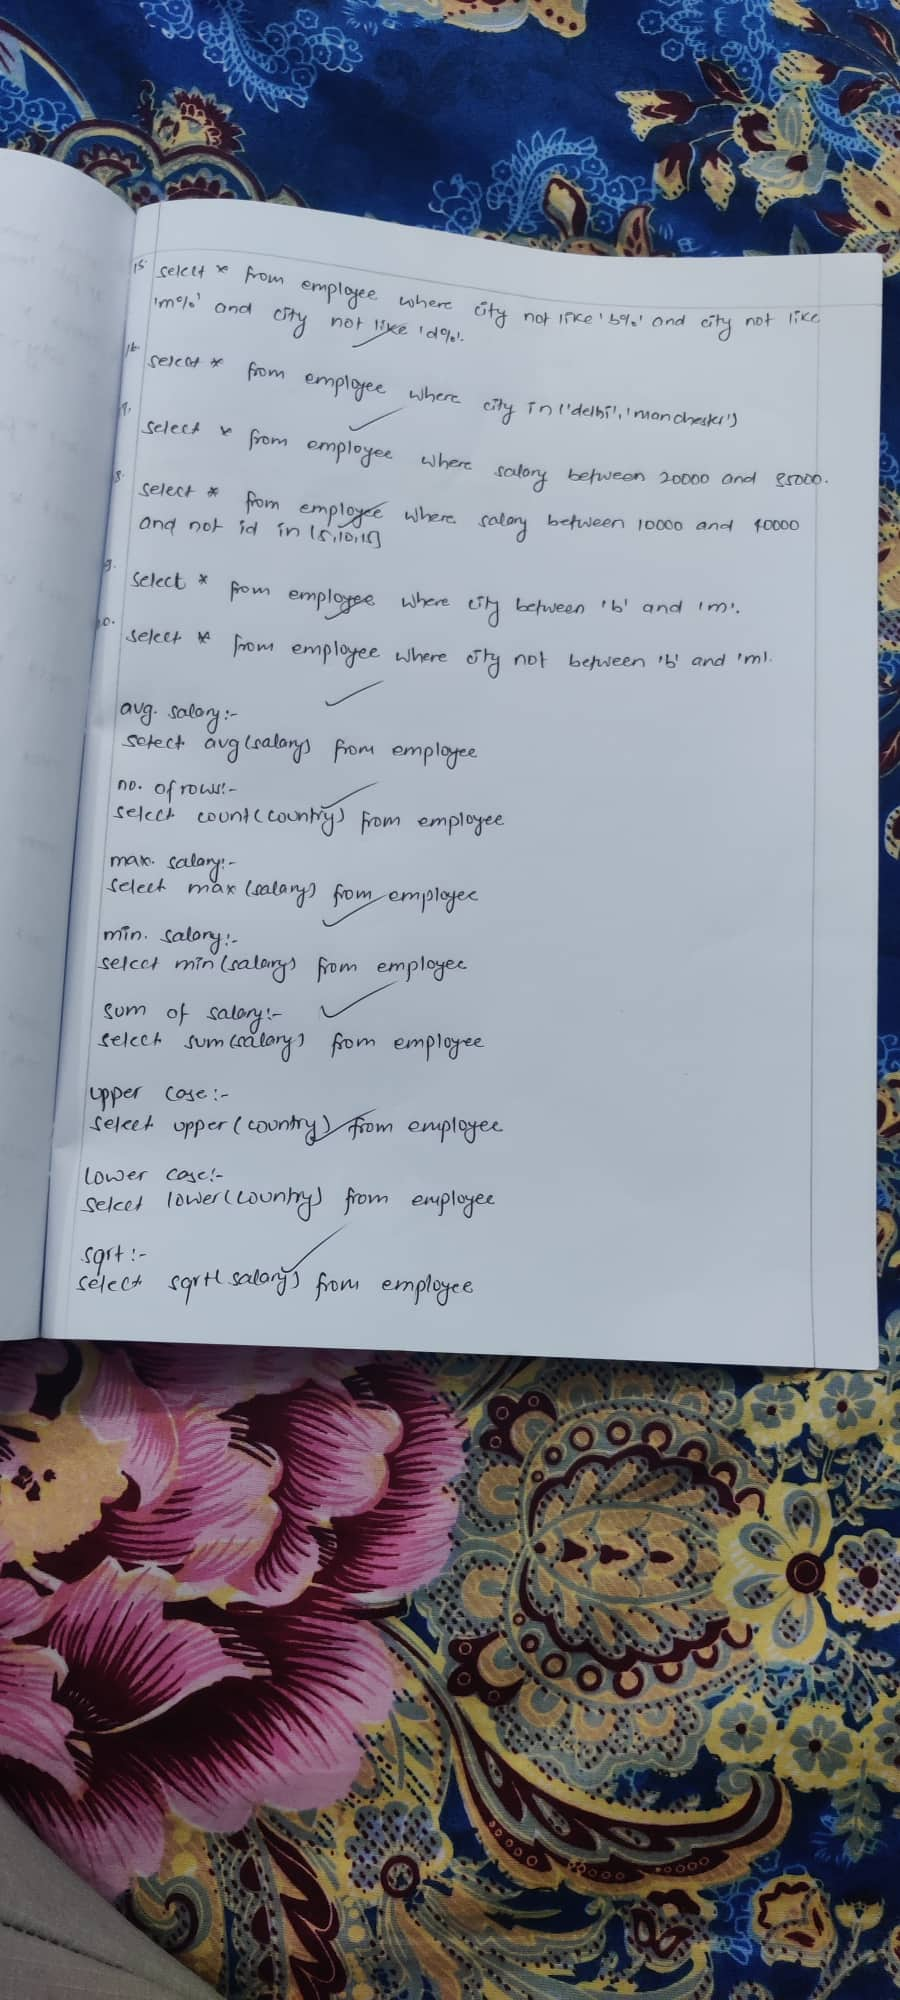 15. select * from employee where city not like 'b%' and city not like
'm%' and city not like 'd%'.
16. select * from employee where city in ('delhi', 'manchester')
7. select * from employee where salary between 20000 and 85000.
8. select * from employee where salary between 10000 and 40000
and not id in (5,10,15)
9. select * from employee where city between 'b' and 'm'.
0. select * from employee where city not between 'b' and 'm'.
avg. salary:-
select avg(salary) from employee
no. of rows:-
select count(country) from employee
max. salary:-
select max(salary) from employee
min. salary:-
select min(salary) from employee
sum of salary:-
select sum(salary) from employee
upper case:-
select upper(country) from employee
lower case:-
select lower(country) from employee
sqrt:-
select sqrt(salary) from employee